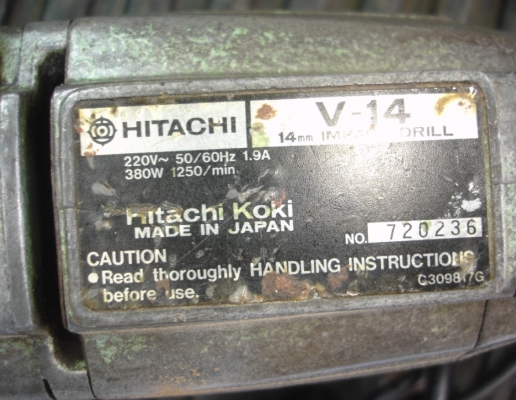 HITACHI
V-14
14mm IMPACT DRILL
220V~ 50/60Hz 1.9A
380W 1250/min
Hitachi Koki
MADE IN JAPAN
NO. 720236
CAUTION
●Read thoroughly HANDLING INSTRUCTIONS
before use.